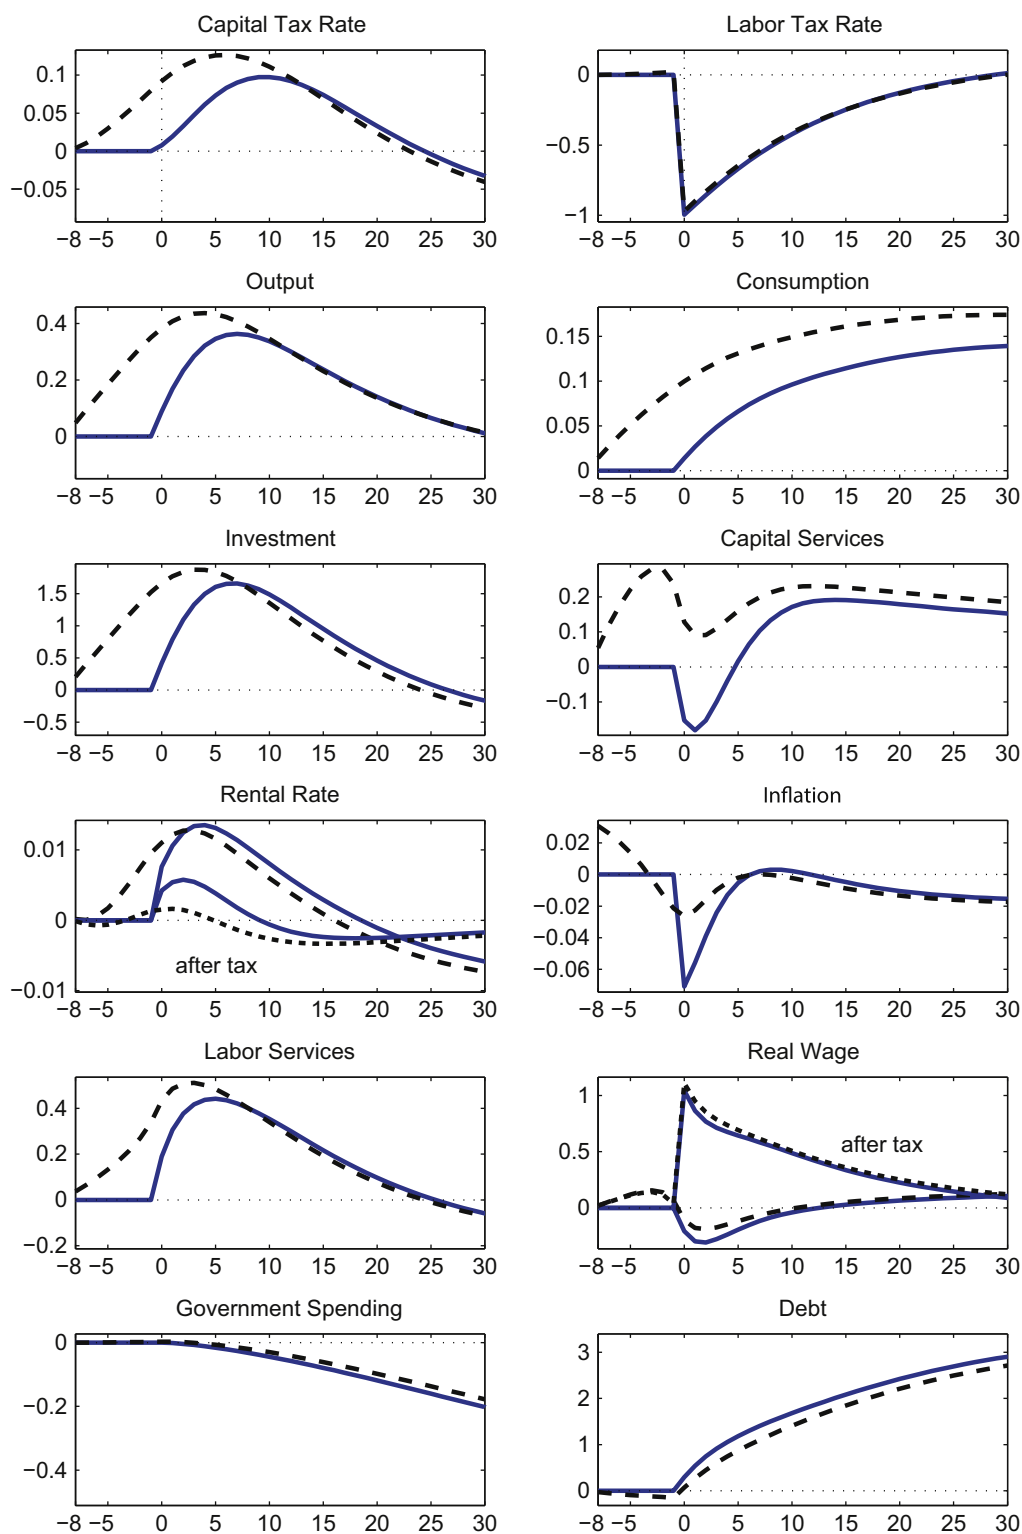 Capital Tax Rate
0.1
0.05
0
−0.05
−8 −5 0 5 10 15 20 25 30
Labor Tax Rate
0
−0.5
−1
−8 −5 0 5 10 15 20 25 30
Output
0.4
0.2
0
−8 −5 0 5 10 15 20 25 30
Consumption
0.15
0.1
0.05
0
−8 −5 0 5 10 15 20 25 30
Investment
1.5
1
0.5
0
−0.5
−8 −5 0 5 10 15 20 25 30
Capital Services
0.2
0.1
0
−0.1
−8 −5 0 5 10 15 20 25 30
Rental Rate
0.01
0
after tax
−0.01
−8 −5 0 5 10 15 20 25 30
Inflation
0.02
0
−0.02
−0.04
−0.06
−8 −5 0 5 10 15 20 25 30
Labor Services
0.4
0.2
0
−0.2
−8 −5 0 5 10 15 20 25 30
Real Wage
1
after tax
0.5
0
−8 −5 0 5 10 15 20 25 30
Government Spending
0
−0.2
−0.4
−8 −5 0 5 10 15 20 25 30
Debt
3
2
1
0
−8 −5 0 5 10 15 20 25 30